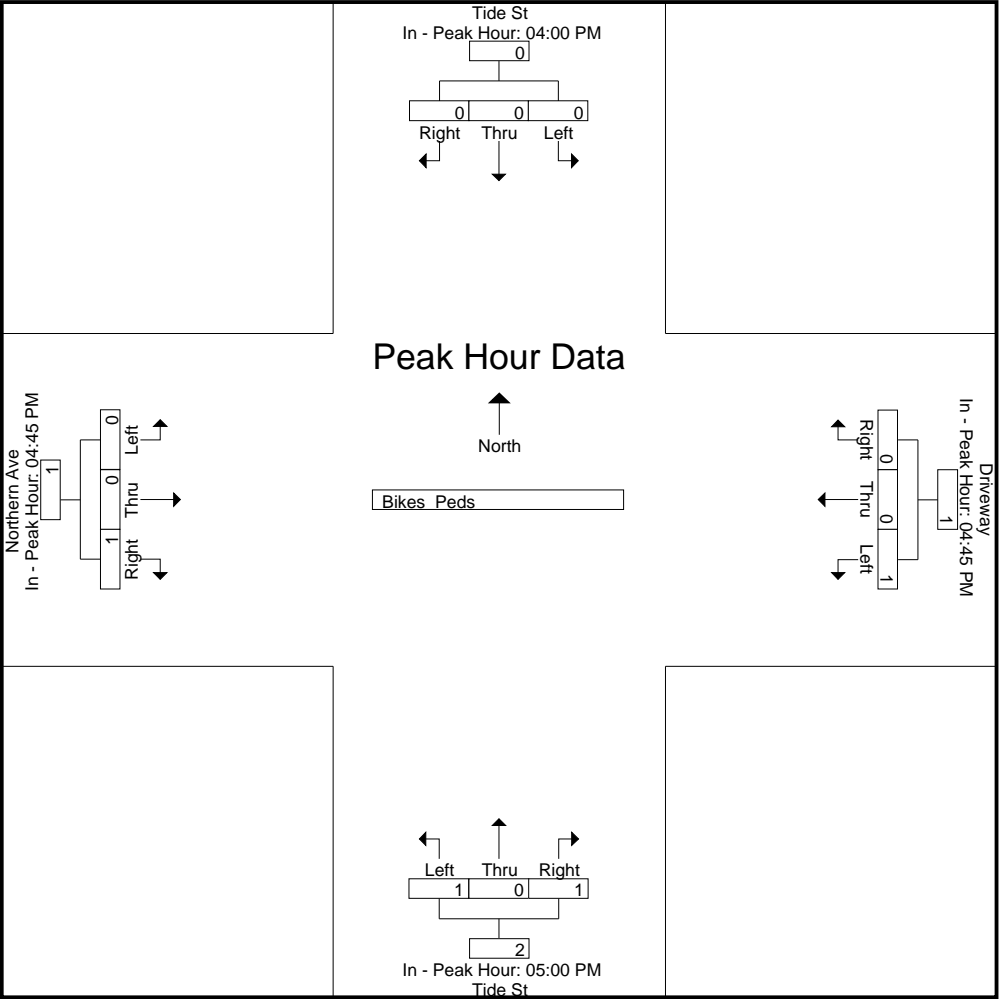 Tide St
In - Peak Hour: 04:00 PM
0
0 0 0
Right Thru Left
Peak Hour Data
North
Bikes Peds
Northern Ave
In - Peak Hour: 04:45 PM
1
0 0 1
Left Thru Right
Driveway
In - Peak Hour: 04:45 PM
1
0 0 1
Right Thru Left
Left Thru Right
1 0 1
2
In - Peak Hour: 05:00 PM
Tide St